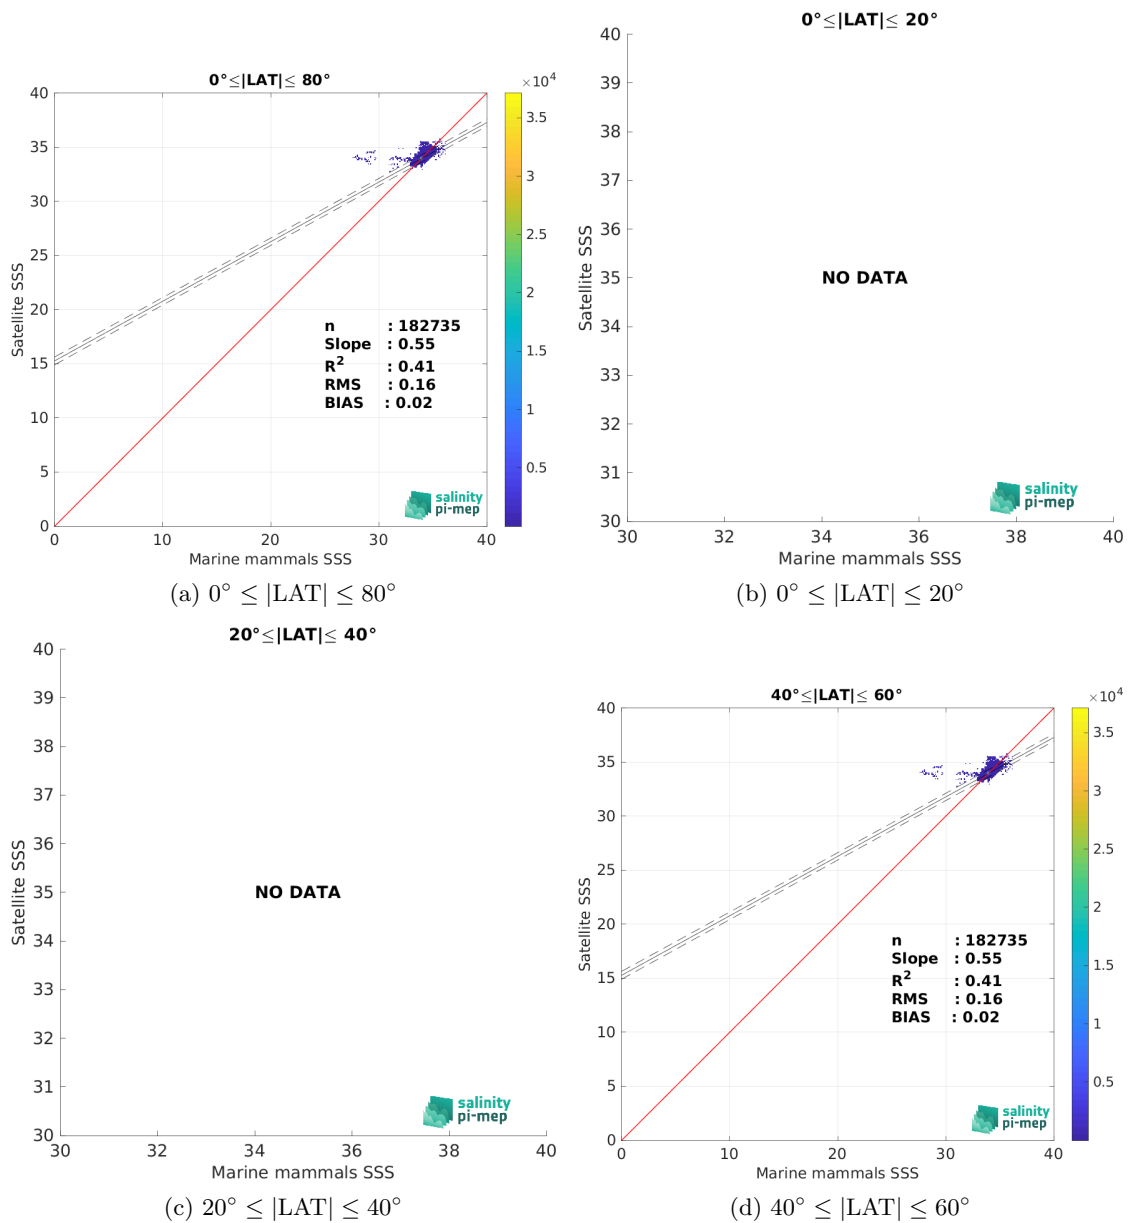 0°≤|LAT|≤ 80°
×10^4
40
35
30
25
20
15
10
5
0
Satellite SSS
0
10
20
30
40
Marine mammals SSS
3.5
3
2.5
2
1.5
1
0.5
n : 182735
Slope : 0.55
R^2 : 0.41
RMS : 0.16
BIAS : 0.02
salinity
pi-mep
(a) 0° ≤ |LAT| ≤ 80°
0°≤|LAT|≤ 20°
40
39
38
37
36
35
34
33
32
31
30
Satellite SSS
NO DATA
salinity
pi-mep
30
32
34
36
38
40
Marine mammals SSS
(b) 0° ≤ |LAT| ≤ 20°
20°≤|LAT|≤ 40°
40
39
38
37
36
35
34
33
32
31
30
Satellite SSS
NO DATA
salinity
pi-mep
30
32
34
36
38
40
Marine mammals SSS
(c) 20° ≤ |LAT| ≤ 40°
40°≤|LAT|≤ 60°
×10^4
40
35
30
25
20
15
10
5
0
Satellite SSS
0
10
20
30
40
Marine mammals SSS
3.5
3
2.5
2
1.5
1
0.5
n : 182735
Slope : 0.55
R^2 : 0.41
RMS : 0.16
BIAS : 0.02
salinity
pi-mep
(d) 40° ≤ |LAT| ≤ 60°